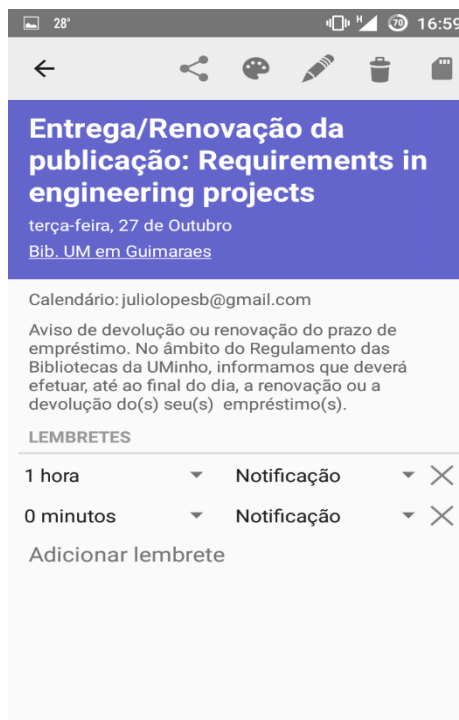 28°
H
70
16:59
Entrega/Renovação da
publicação: Requirements in
engineering projects
terça-feira, 27 de Outubro
Bib. UM em Guimaraes
Calendário: juliolopesb@gmail.com
Aviso de devolução ou renovação do prazo de
empréstimo. No âmbito do Regulamento das
Bibliotecas da UMinho, informamos que deverá
efetuar, até ao final do dia, a renovação ou a
devolução do(s) seu(s)  empréstimo(s).
LEMBRETES
1 hora Notificação
0 minutos Notificação
Adicionar lembrete